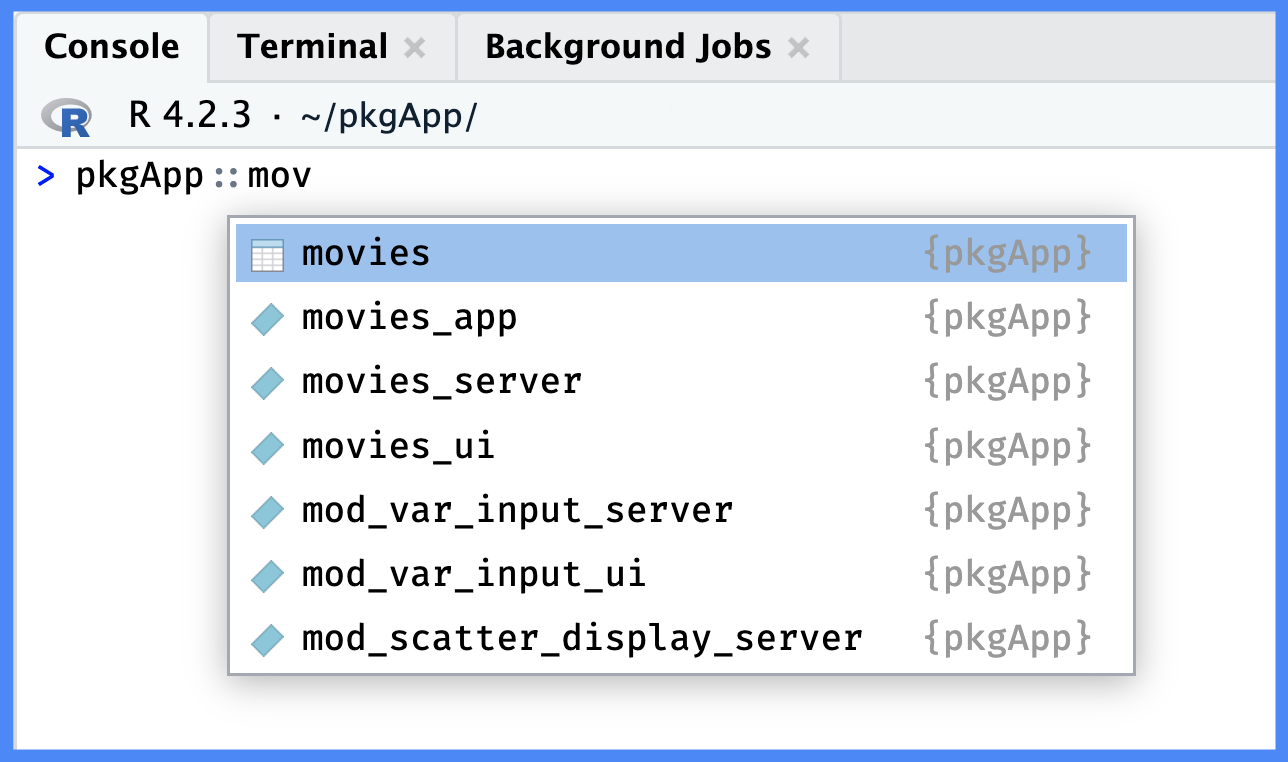 Console Terminal × Background Jobs ×
R R 4.2.3 · ~/pkgApp/
> pkgApp::mov
movies {pkgApp}
movies_app {pkgApp}
movies_server {pkgApp}
movies_ui {pkgApp}
mod_var_input_server {pkgApp}
mod_var_input_ui {pkgApp}
mod_scatter_display_server {pkgApp}